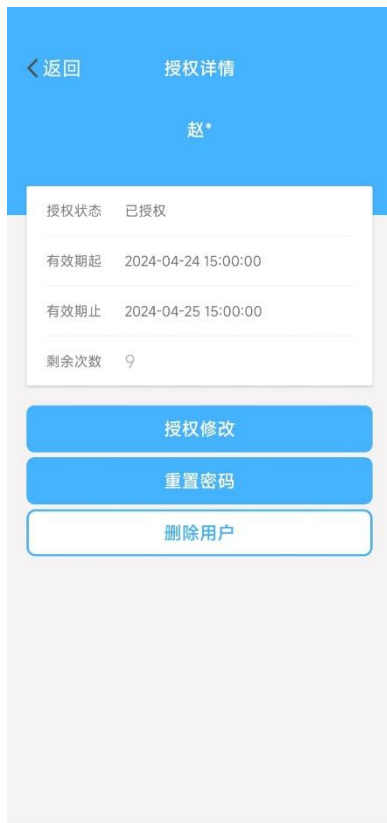 返回 授权详情
赵*
授权状态 已授权
有效期起 2024-04-24 15:00:00
有效期止 2024-04-25 15:00:00
剩余次数 9
授权修改
重置密码
删除用户